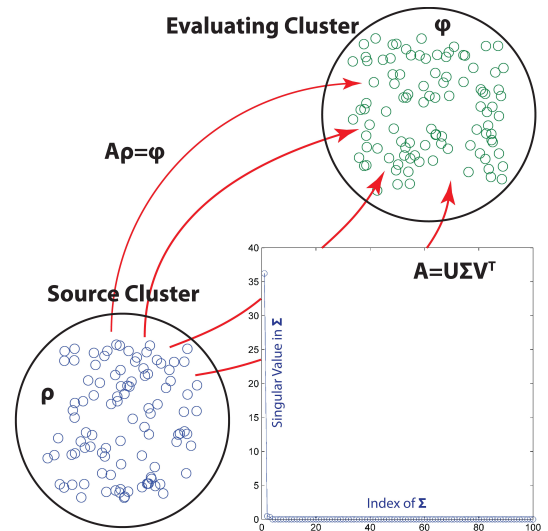 Evaluating Cluster
φ
Aρ=φ
Source Cluster
ρ
A=UΣVᵀ
40
35
30
25
20
15
10
5
0
Singular Value in Σ
Index of Σ
0
20
40
60
80
100